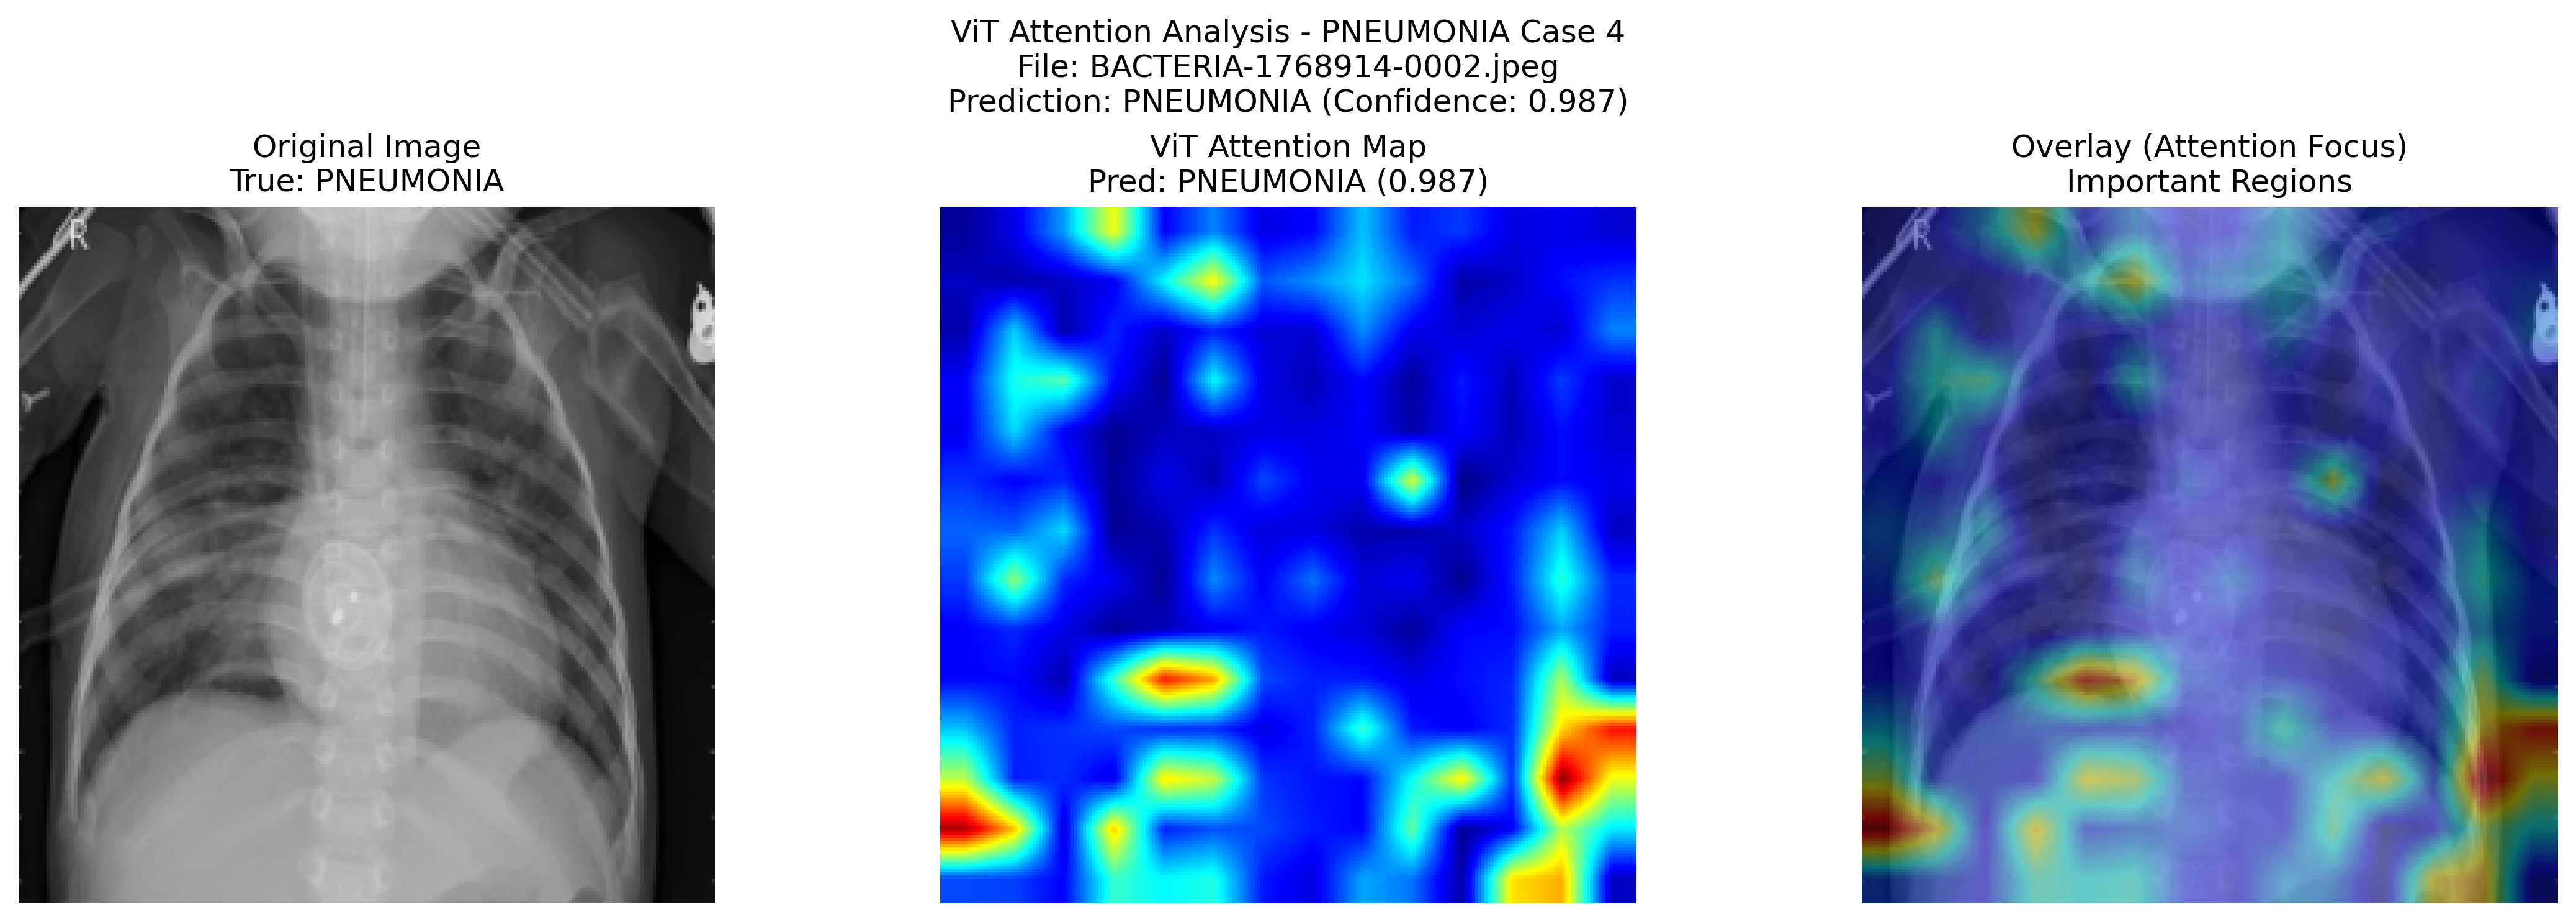 ViT Attention Analysis - PNEUMONIA Case 4
File: BACTERIA-1768914-0002.jpeg
Prediction: PNEUMONIA (Confidence: 0.987)
Original Image
True: PNEUMONIA
ViT Attention Map
Pred: PNEUMONIA (0.987)
Overlay (Attention Focus)
Important Regions
R
R